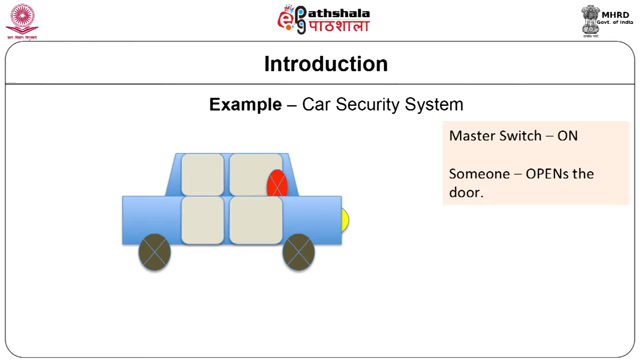 ePathshala
पाठशाला
MHRD
Govt. of India
Introduction
Example – Car Security System
Master Switch – ON
Someone – OPENs the
door.